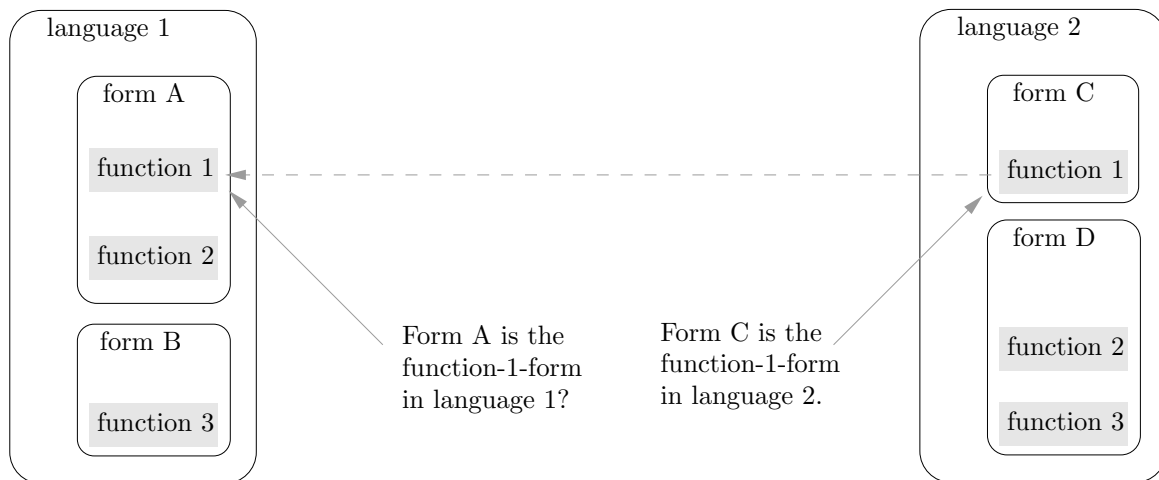 language 1
form A
function 1
function 2
form B
function 3
Form A is the
function-1-form
in language 1?
Form C is the
function-1-form
in language 2.
language 2
form C
function 1
form D
function 2
function 3